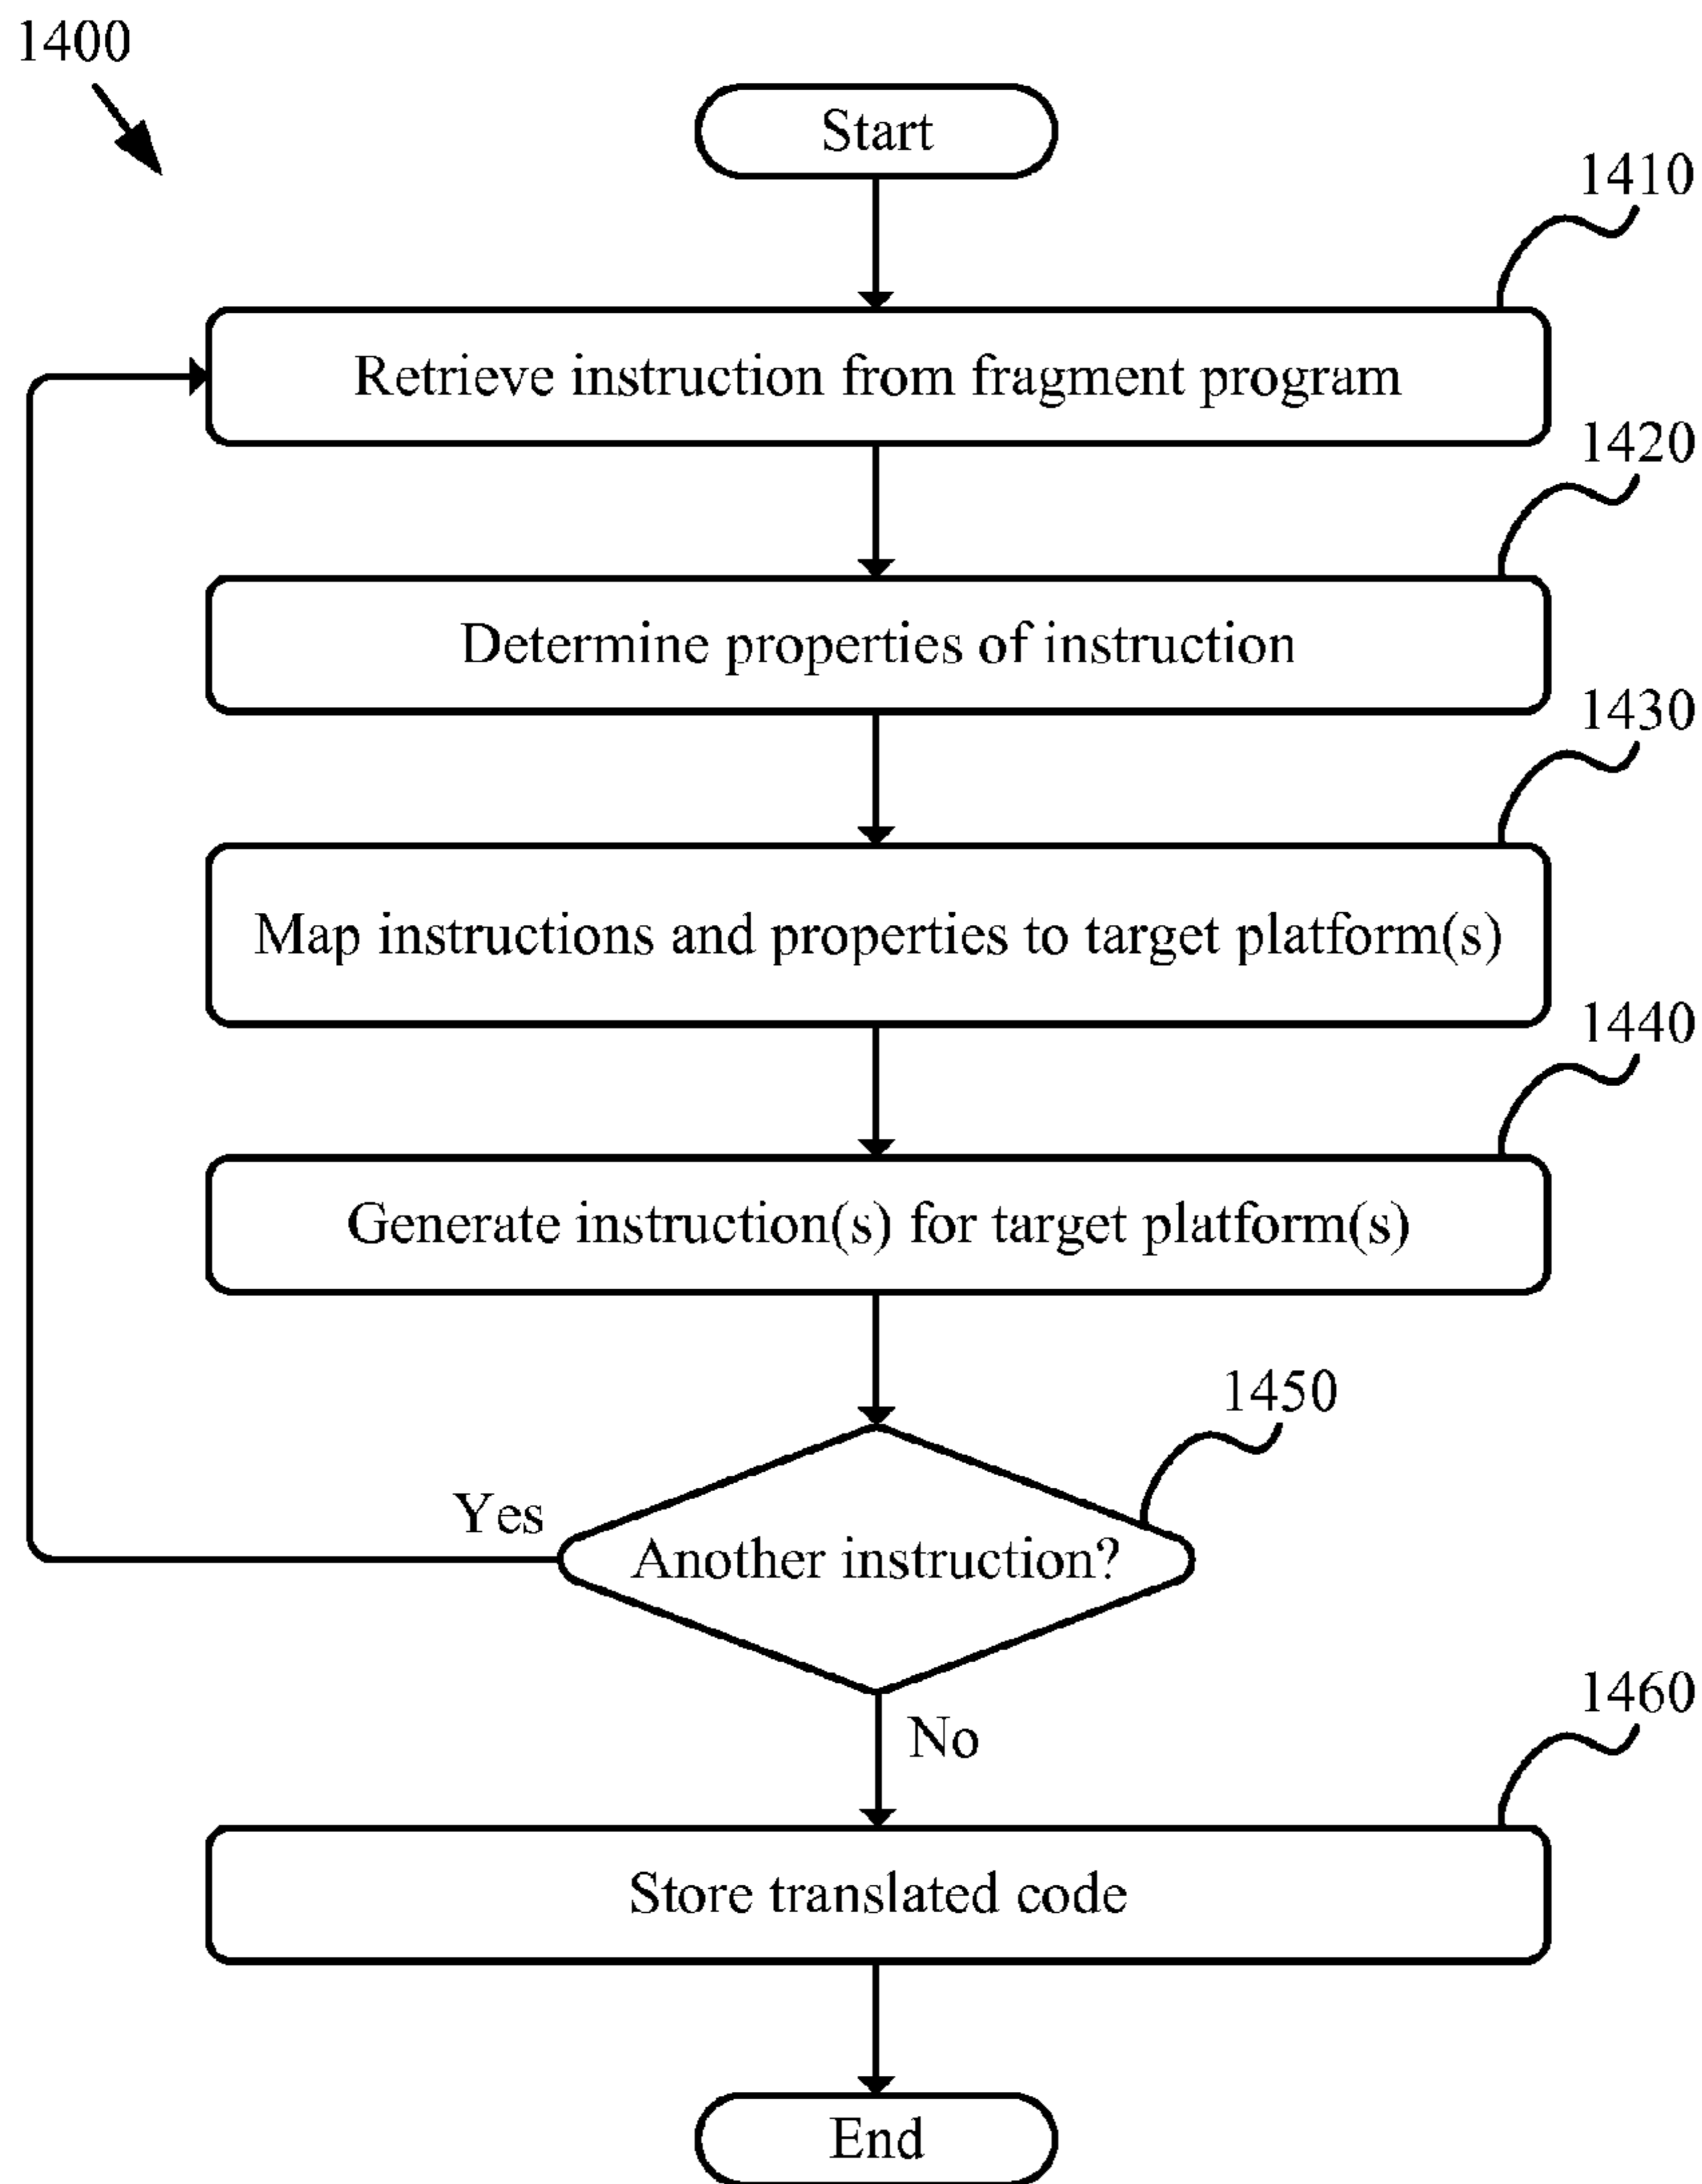 1400
Start
1410
Retrieve instruction from fragment program
1420
Determine properties of instruction
1430
Map instructions and properties to target platform(s)
1440
Generate instruction(s) for target platform(s)
1450
Yes
Another instruction?
No
1460
Store translated code
End